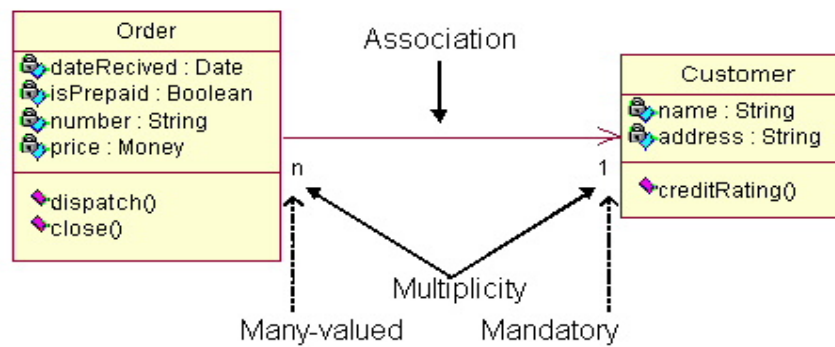 Order
dateRecived : Date
isPrepaid : Boolean
number : String
price : Money
dispatch()
close()
Association
Customer
name : String
address : String
creditRating()
n
1
Multiplicity
Many-valued
Mandatory